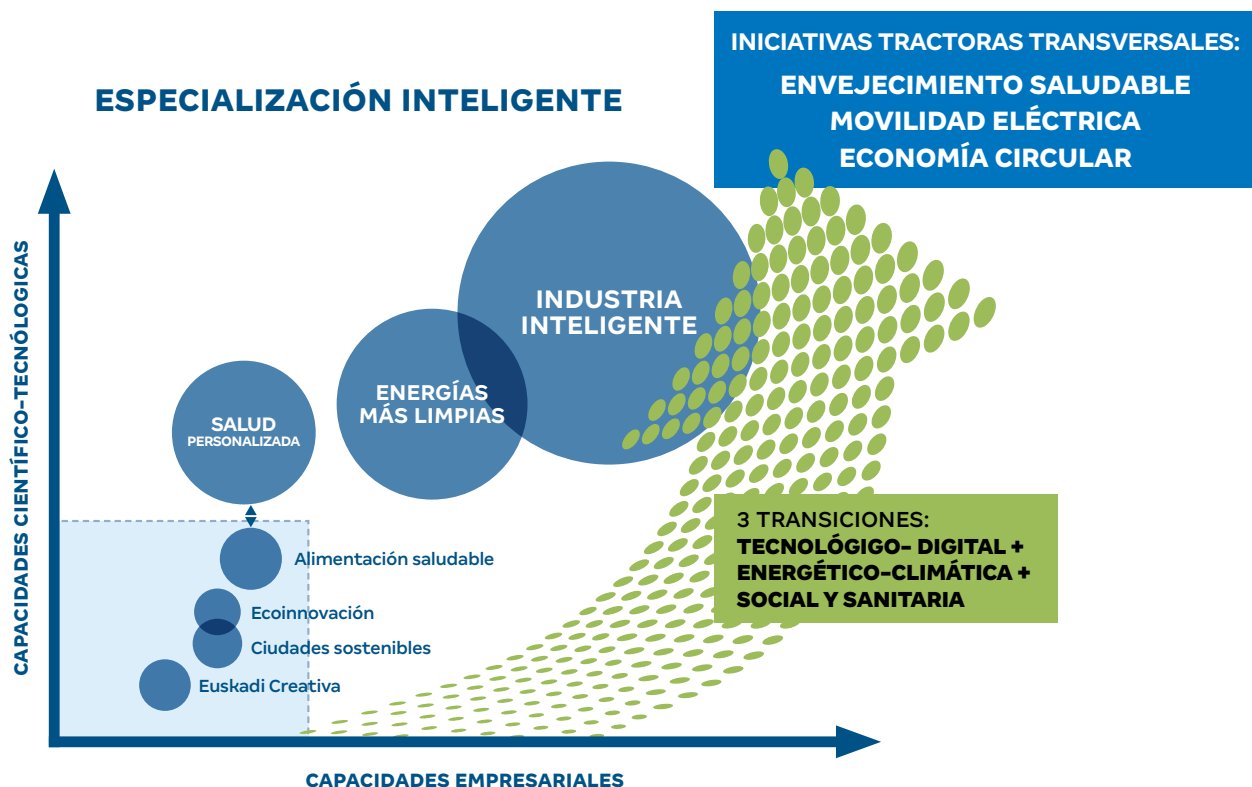 INICIATIVAS TRACTORAS TRANSVERSALES:
ENVEJECIMIENTO SALUDABLE
MOVILIDAD ELÉCTRICA
ECONOMÍA CIRCULAR
ESPECIALIZACIÓN INTELIGENTE
CAPACIDADES CIENTÍFICO-TECNÓLOGICAS
INDUSTRIA
INTELIGENTE
ENERGÍAS
MÁS LIMPIAS
SALUD
PERSONALIZADA
3 TRANSICIONES:
TECNOLÓGIGO- DIGITAL +
ENERGÉTICO-CLIMÁTICA +
SOCIAL Y SANITARIA
Alimentación saludable
Ecoinnovación
Ciudades sostenibles
Euskadi Creativa
CAPACIDADES EMPRESARIALES